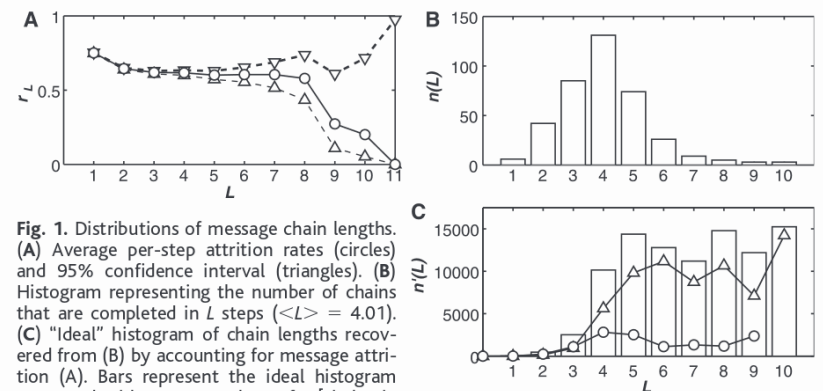 A
1
0.5
0
r L
1 2 3 4 5 6 7 8 9 10 11
L
B
150
100
50
0
n(L)
1 2 3 4 5 6 7 8 9 10
C
15000
10000
5000
0
n'(L)
1 2 3 4 5 6 7 8 9 10
L
Fig. 1. Distributions of message chain lengths.
(A) Average per-step attrition rates (circles)
and 95% confidence interval (triangles). (B)
Histogram representing the number of chains
that are completed in L steps (<L> = 4.01).
(C) “Ideal” histogram of chain lengths recov-
ered from (B) by accounting for message attri-
tion (A). Bars represent the ideal histogram